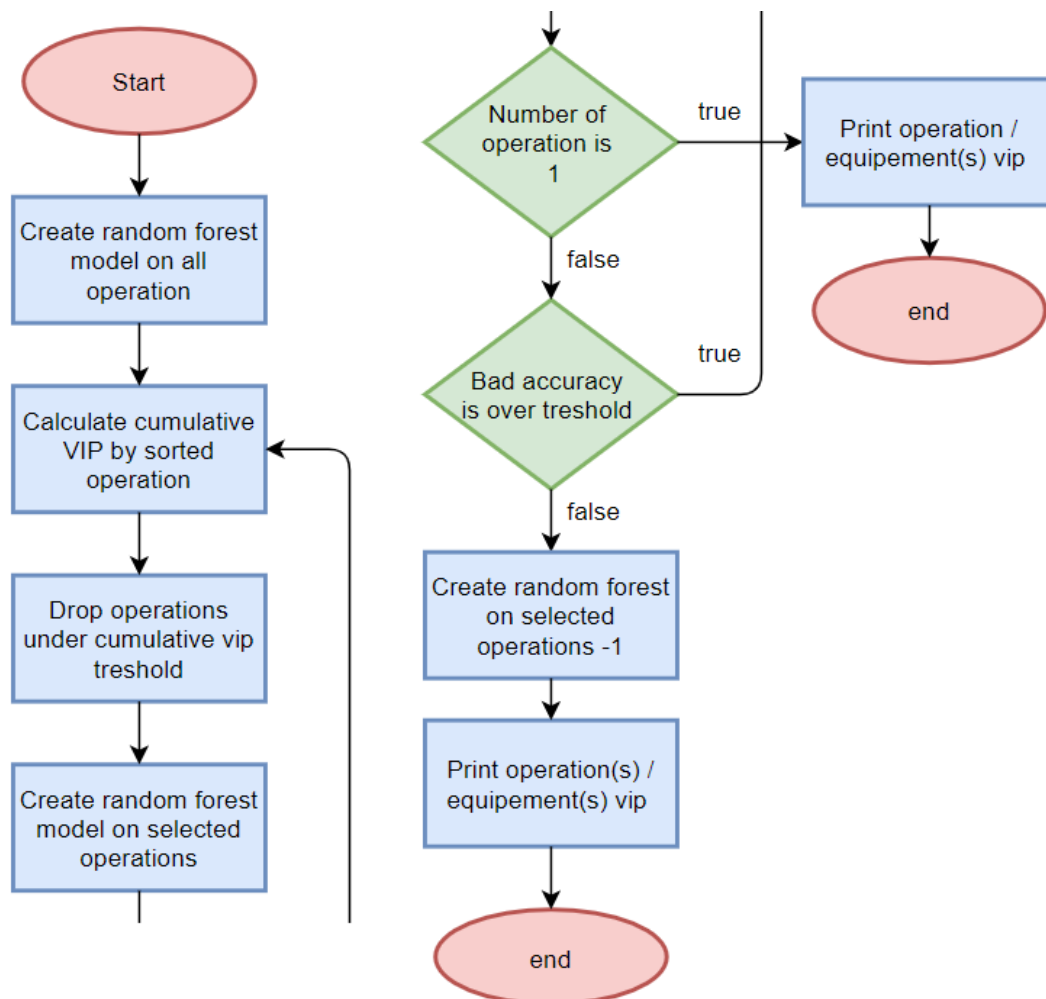 Start
Create random forest
model on all
operation
Calculate cumulative
VIP by sorted
operation
Drop operations
under cumulative vip
treshold
Create random forest
model on selected
operations
Number of
operation is
1
true
false
Print operation /
equipement(s) vip
end
Bad accuracy
is over treshold
true
false
Create random forest
on selected
operations -1
Print operation(s) /
equipement(s) vip
end